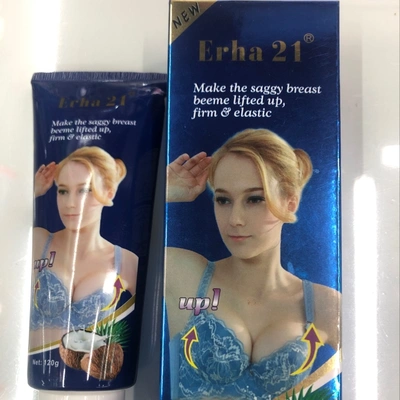 Erha 21
Make the saggy breast
beeme lifted up,
firm & elastic
up!
Net: 120g
NEW
Erha 21®
Make the saggy breast
beeme lifted up,
firm & elastic
up!